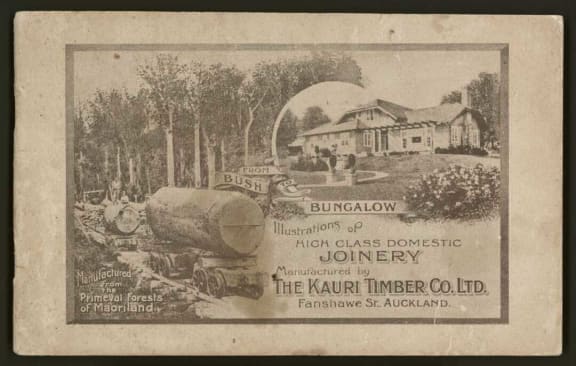 FROM
BUSH
TO
BUNGALOW
Illustrations of
HIGH CLASS DOMESTIC
JOINERY
Manufactured by
THE KAURI TIMBER CO. LTD.
Fanshawe St. AUCKLAND.
Manufactured
from
the
Primeval Forests
of Maoriland